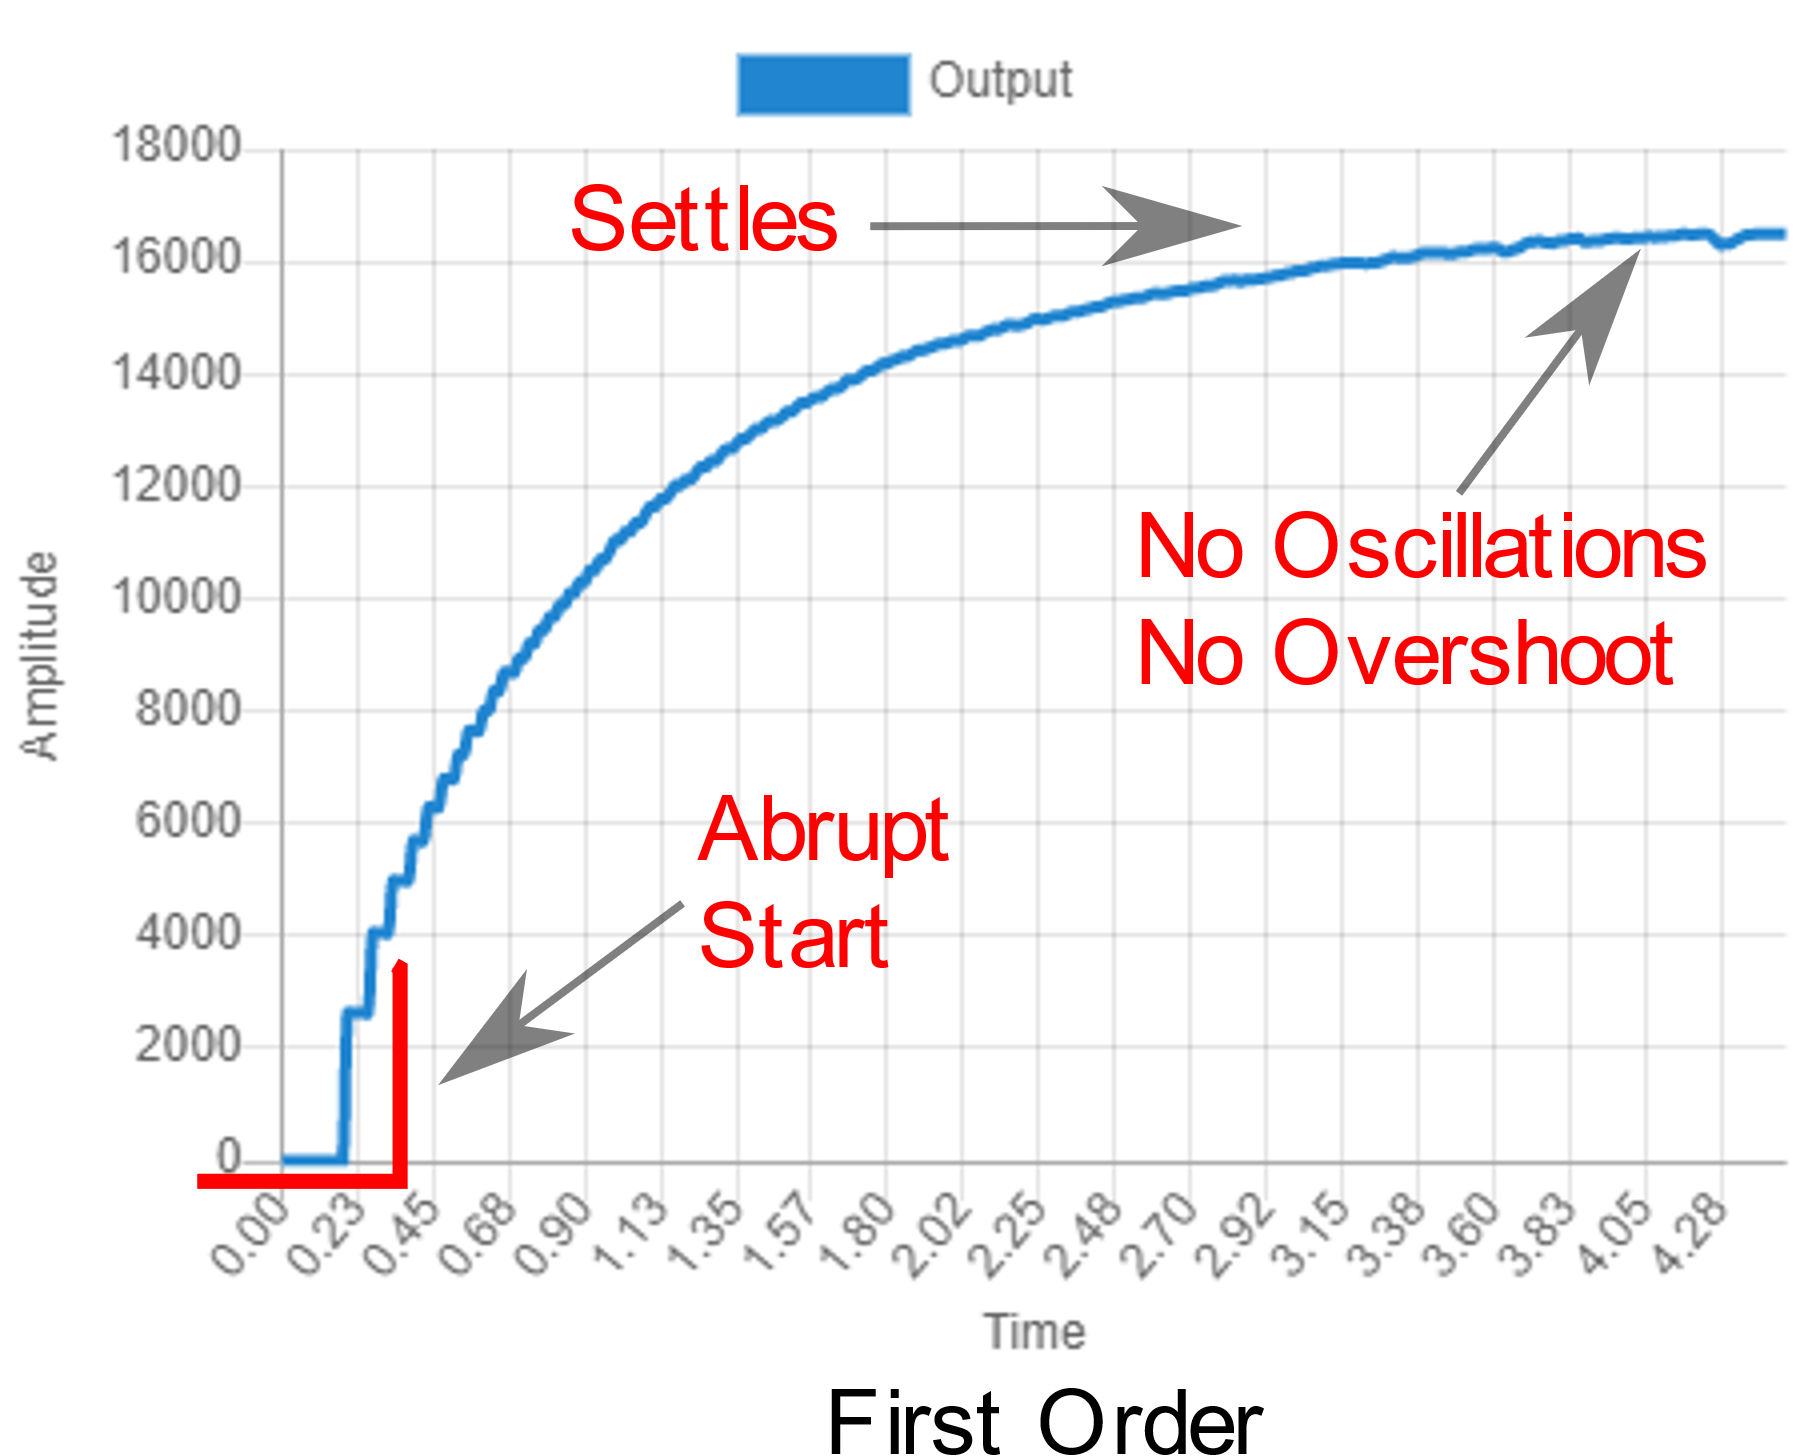 Output
18000
Settles
16000
14000
12000
No Oscillations
No Overshoot
10000
8000
Amplitude
Abrupt
Start
6000
4000
2000
0
0.00 0.23 0.45 0.68 0.90 1.13 1.35 1.57 1.80 2.02 2.25 2.48 2.70 2.92 3.15 3.38 3.60 3.83 4.05 4.28
Time
First Order